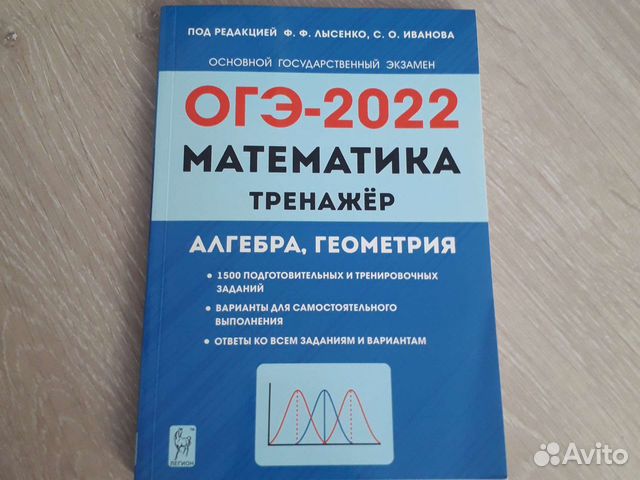 ПОД РЕДАКЦИЕЙ Ф. Ф. ЛЫСЕНКО, С. О. ИВАНОВА
ОСНОВНОЙ ГОСУДАРСТВЕННЫЙ ЭКЗАМЕН
ОГЭ-2022
МАТЕМАТИКА
ТРЕНАЖЁР
АЛГЕБРА, ГЕОМЕТРИЯ
• 1500 ПОДГОТОВИТЕЛЬНЫХ И ТРЕНИРОВОЧНЫХ
ЗАДАНИЙ
• ВАРИАНТЫ ДЛЯ САМОСТОЯТЕЛЬНОГО
ВЫПОЛНЕНИЯ
• ОТВЕТЫ КО ВСЕМ ЗАДАНИЯМ И ВАРИАНТАМ
ЛЕГИОН
Avito